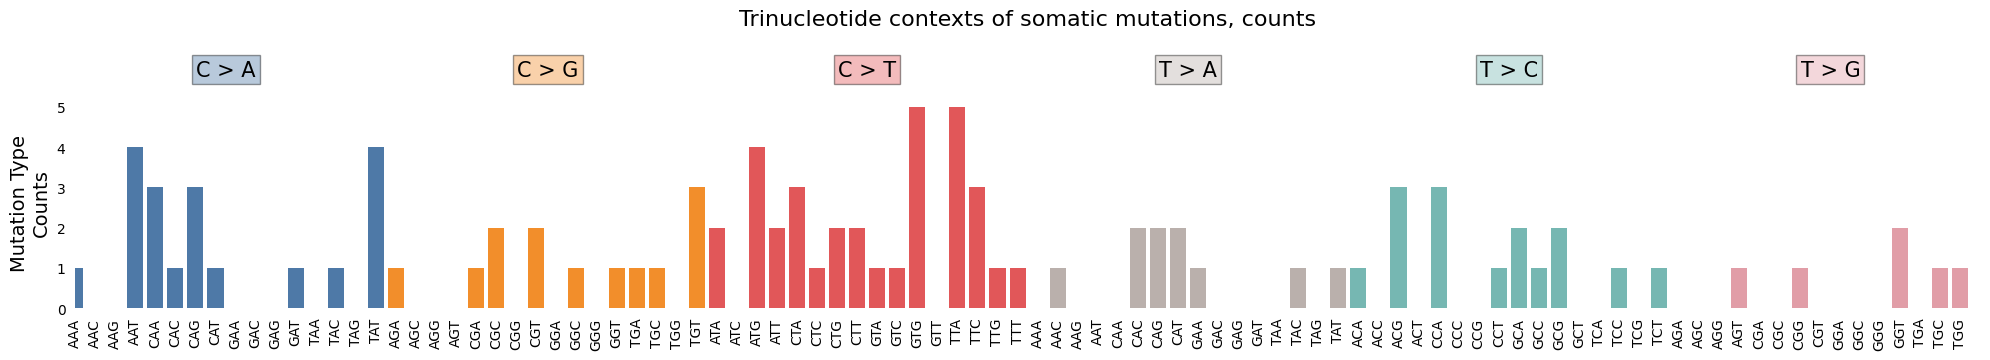 Trinucleotide contexts of somatic mutations, counts
C > A C > G C > T T > A T > C T > G
Mutation Type
Counts
5
4
3
2
1
0
AAA AAC AAG AAT CAA CAC CAG CAT GAA GAC GAG GAT TAA TAC TAG TAT AGA AGC AGG AGT CGA CGC CGG CGT GGA GGC GGG GGT TGA TGC TGG TGT ATA ATC ATG ATT CTA CTC CTG CTT GTA GTC GTG GTT TTA TTC TTG TTT AAA AAC AAG AAT CAA CAC CAG CAT GAA GAC GAG GAT TAA TAC TAG TAT ACA ACC ACG ACT CCA CCC CCG CCT GCA GCC GCG GCT TCA TCC TCG TCT AGA AGC AGG AGT CGA CGC CGG CGT GGA GGC GGG GGT TGA TGC TGG